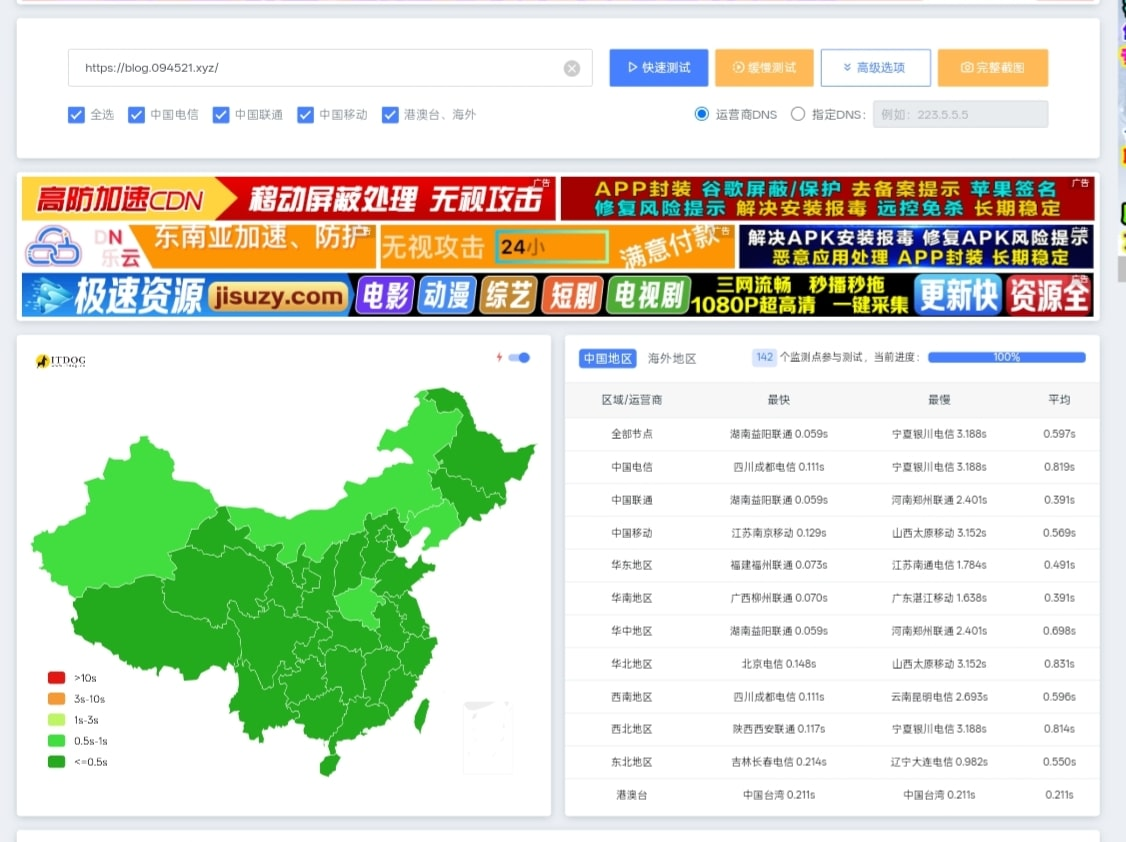 https://blog.094521.xyz/
快速测试
缓慢测试
高级选项
完整截图
全选 中国电信 中国联通 中国移动 港澳台、海外
运营商DNS 指定DNS： 例如：223.5.5.5
高防加速CDN 移动屏蔽处理 无视攻击 广告
APP封装 谷歌屏蔽/保护 去备案提示 苹果签名 广告
修复风险提示 解决安装报毒 远控免杀 长期稳定
DN
乐云
东南亚加速、防护
无视攻击 24小 满意付款 广告
解决APK安装报毒 修复APK风险提示
恶意应用处理 APP封装 长期稳定
极速资源 jisuzy.com 电影 动漫 综艺 短剧 电视剧
三网流畅 秒播秒拖
1080P超高清 一键采集
更新快 资源全 广告
ITDOG
中国地区 海外地区 142 个监测点参与测试，当前进度： 100%
区域/运营商 最快 最慢 平均
全部节点 湖南益阳联通 0.059s 宁夏银川电信 3.188s 0.597s
中国电信 四川成都电信 0.111s 宁夏银川电信 3.188s 0.819s
中国联通 湖南益阳联通 0.059s 河南郑州联通 2.401s 0.391s
中国移动 江苏南京移动 0.129s 山西太原移动 3.152s 0.569s
华东地区 福建福州联通 0.073s 江苏南通电信 1.784s 0.491s
华南地区 广西柳州联通 0.070s 广东湛江移动 1.638s 0.391s
华中地区 湖南益阳联通 0.059s 河南郑州联通 2.401s 0.698s
华北地区 北京电信 0.148s 山西太原移动 3.152s 0.831s
西南地区 四川成都电信 0.111s 云南昆明电信 2.693s 0.596s
西北地区 陕西西安联通 0.117s 宁夏银川电信 3.188s 0.814s
东北地区 吉林长春电信 0.214s 辽宁大连电信 0.982s 0.550s
港澳台 中国台湾 0.211s 中国台湾 0.211s 0.211s
>10s
3s-10s
1s-3s
0.5s-1s
<=0.5s